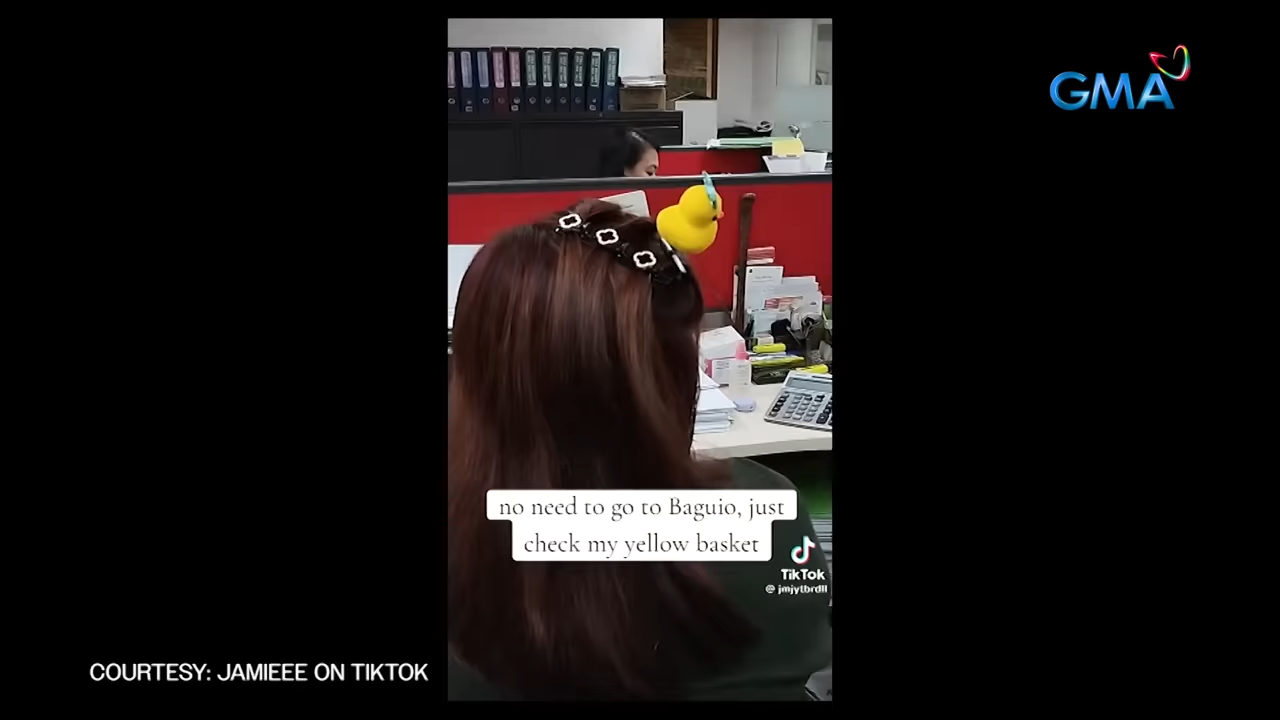 GMA
no need to go to Baguio, just
check my yellow basket
TikTok
@ jmjytbrdll
COURTESY: JAMIEEE ON TIKTOK